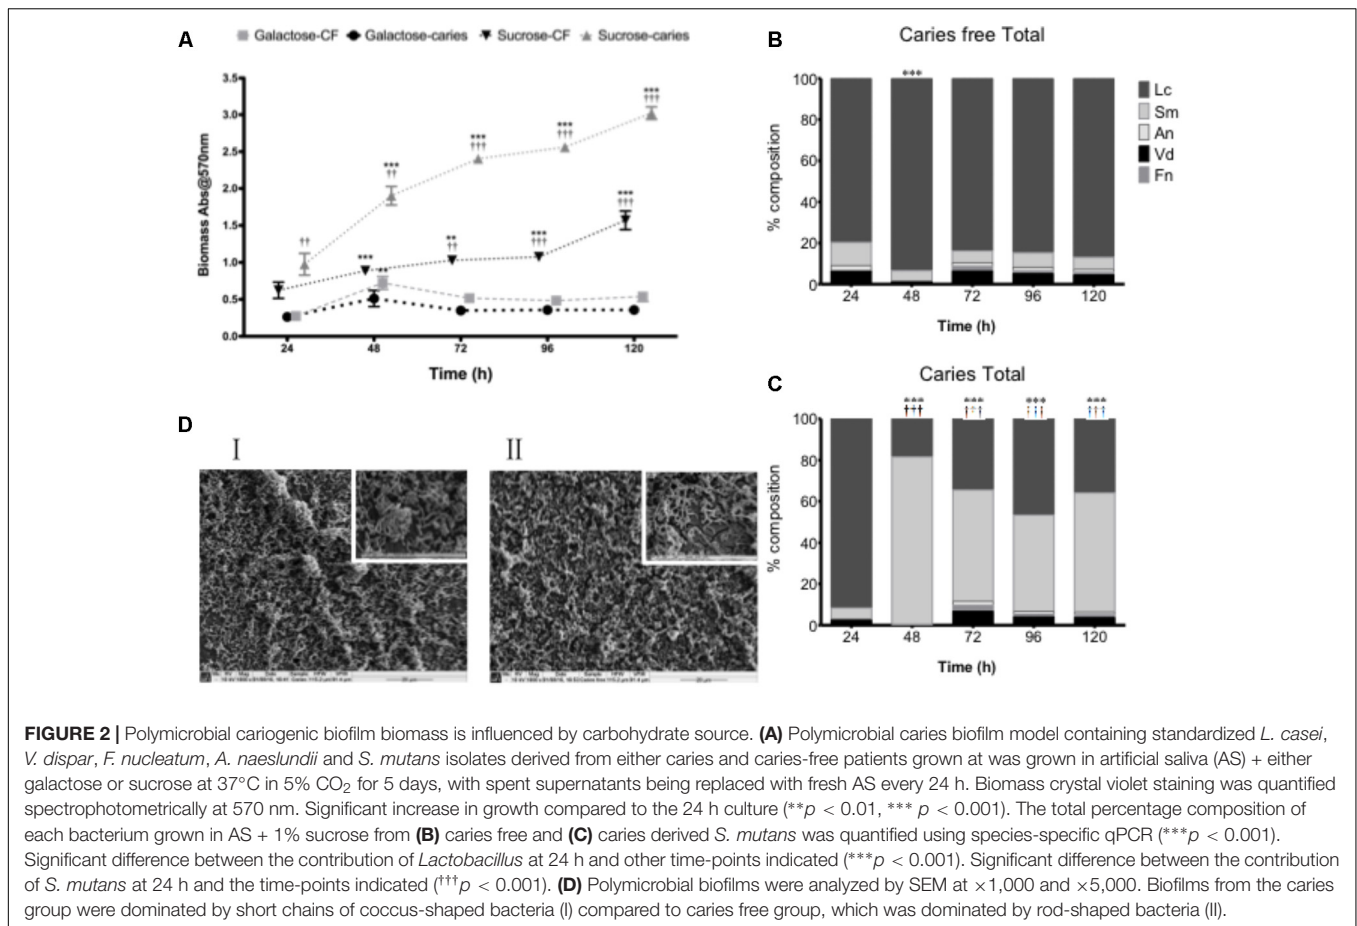 A
Galactose-CF Galactose-caries Sucrose-CF Sucrose-caries
Biomass Abs@570nm
3.5
3.0
2.5
2.0
1.5
1.0
0.5
0.0
†† *** †† *** ††† *** ††† *** †††
*** ** †† *** ††† *** †††
**
24 48 72 96 120
Time (h)
B
Caries free Total
% composition
100
80
60
40
20
0
***
24 48 72 96 120
Time (h)
Lc
Sm
An
Vd
Fn
C
Caries Total
% composition
*** *** *** ***
††† ††† ††† †††
100
80
60
40
20
0
24 48 72 96 120
Time (h)
D
I
II
FIGURE 2 | Polymicrobial cariogenic biofilm biomass is influenced by carbohydrate source. (A) Polymicrobial caries biofilm model containing standardized L. casei,
V. dispar, F. nucleatum, A. naeslundii and S. mutans isolates derived from either caries and caries-free patients grown at was grown in artificial saliva (AS) + either
galactose or sucrose at 37°C in 5% CO2 for 5 days, with spent supernatants being replaced with fresh AS every 24 h. Biomass crystal violet staining was quantified
spectrophotometrically at 570 nm. Significant increase in growth compared to the 24 h culture (**p < 0.01, *** p < 0.001). The total percentage composition of
each bacterium grown in AS + 1% sucrose from (B) caries free and (C) caries derived S. mutans was quantified using species-specific qPCR (***p < 0.001).
Significant difference between the contribution of Lactobacillus at 24 h and other time-points indicated (***p < 0.001). Significant difference between the contribution
of S. mutans at 24 h and the time-points indicated (†††p < 0.001). (D) Polymicrobial biofilms were analyzed by SEM at ×1,000 and ×5,000. Biofilms from the caries
group were dominated by short chains of coccus-shaped bacteria (I) compared to caries free group, which was dominated by rod-shaped bacteria (II).